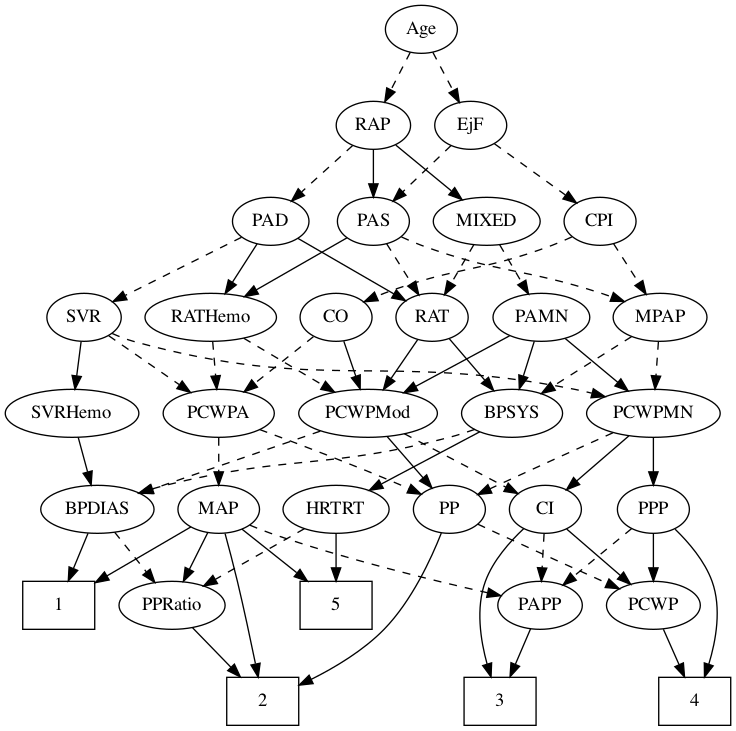 Age
RAP
EjF
PAD
PAS
MIXED
CPI
SVR
RATHemo
CO
RAT
PAMN
MPAP
SVRHemo
PCWPA
PCWPMod
BPSYS
PCWPMN
BPDIAS
MAP
HRTRT
PP
CI
PPP
1
PPRatio
5
PAPP
PCWP
2
3
4